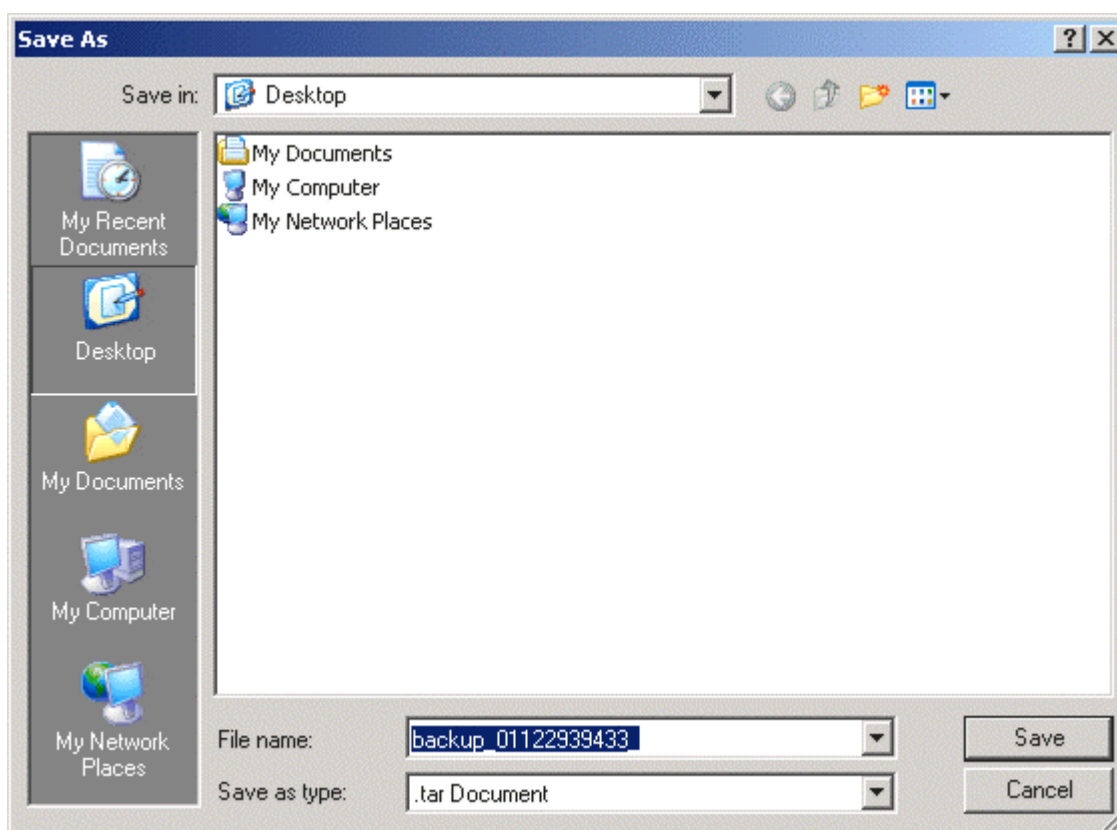 Save As
Save in: Desktop
My Documents
My Computer
My Network Places
My Recent
Documents
Desktop
My Documents
My Computer
My Network
Places
File name: backup_01122939433_
Save
Save as type: .tar Document
Cancel